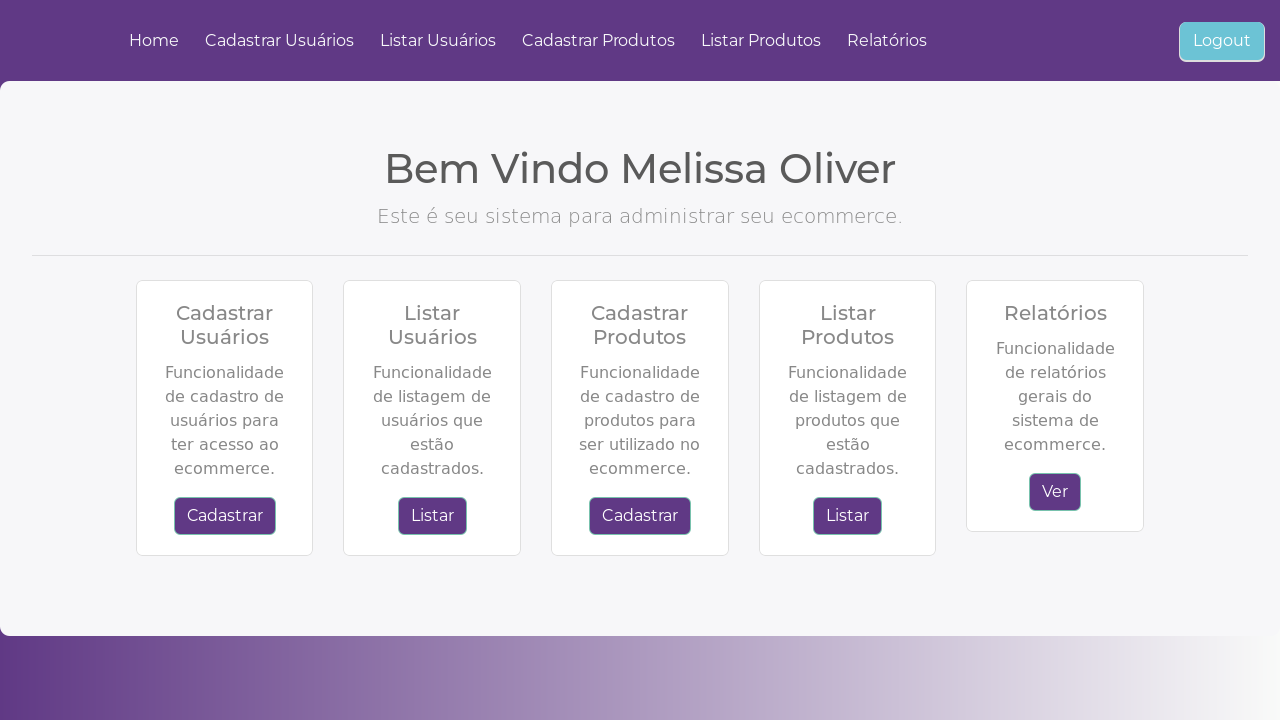 Home Cadastrar Usuários Listar Usuários Cadastrar Produtos Listar Produtos Relatórios Logout
Bem Vindo Melissa Oliver
Este é seu sistema para administrar seu ecommerce.
Cadastrar
Usuários
Funcionalidade
de cadastro de
usuários para
ter acesso ao
ecommerce.
Cadastrar
Listar
Usuários
Funcionalidade
de listagem de
usuários que
estão
cadastrados.
Listar
Cadastrar
Produtos
Funcionalidade
de cadastro de
produtos para
ser utilizado no
ecommerce.
Cadastrar
Listar
Produtos
Funcionalidade
de listagem de
produtos que
estão
cadastrados.
Listar
Relatórios
Funcionalidade
de relatórios
gerais do
sistema de
ecommerce.
Ver